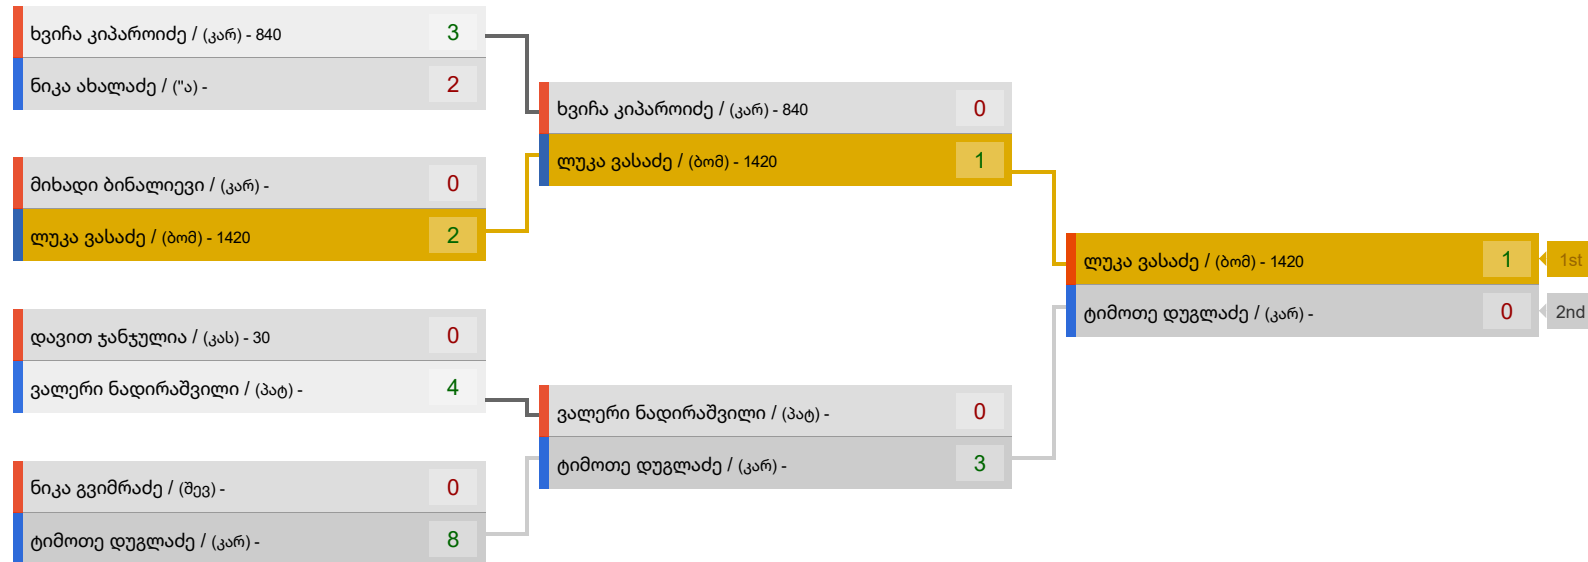 ხვიჩა კიპაროიძე / (კარ) - 840 3
ნიკა ახალაძე / ("ა) - 2
მიხადი ბინალიევი / (კარ) - 0
ლუკა ვასაძე / (ბომ) - 1420 2
დავით ჯანჯულია / (კას) - 30 0
ვალერი ნადირაშვილი / (პატ) - 4
ნიკა გვიმრაძე / (შევ) - 0
ტიმოთე დუგლაძე / (კარ) - 8
ხვიჩა კიპაროიძე / (კარ) - 840 0
ლუკა ვასაძე / (ბომ) - 1420 1
ვალერი ნადირაშვილი / (პატ) - 0
ტიმოთე დუგლაძე / (კარ) - 3
ლუკა ვასაძე / (ბომ) - 1420 1 1st
ტიმოთე დუგლაძე / (კარ) - 0 2nd